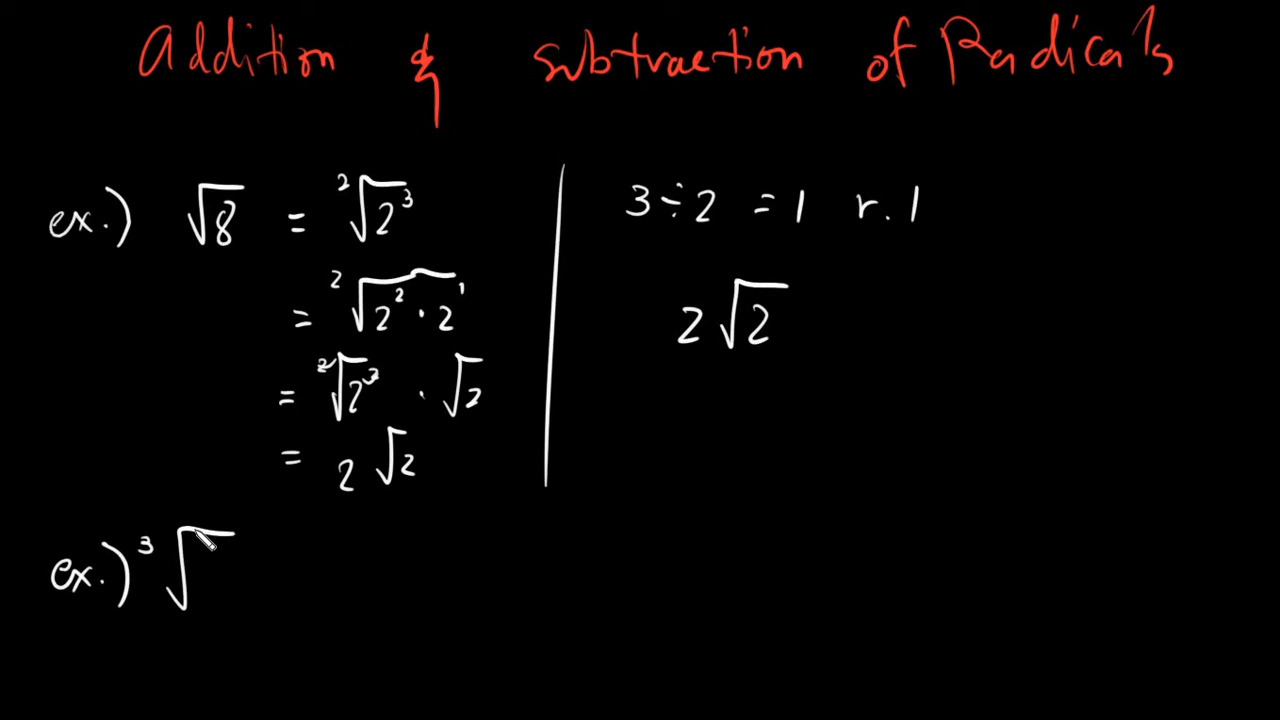 Addition & subtraction of Radicals
ex.) √8 = ²√2³
= ²√2² · 2¹
= ²√2² · √2
= 2 √2
3 ÷ 2 = 1 r. 1
2 √2
ex.) ³√